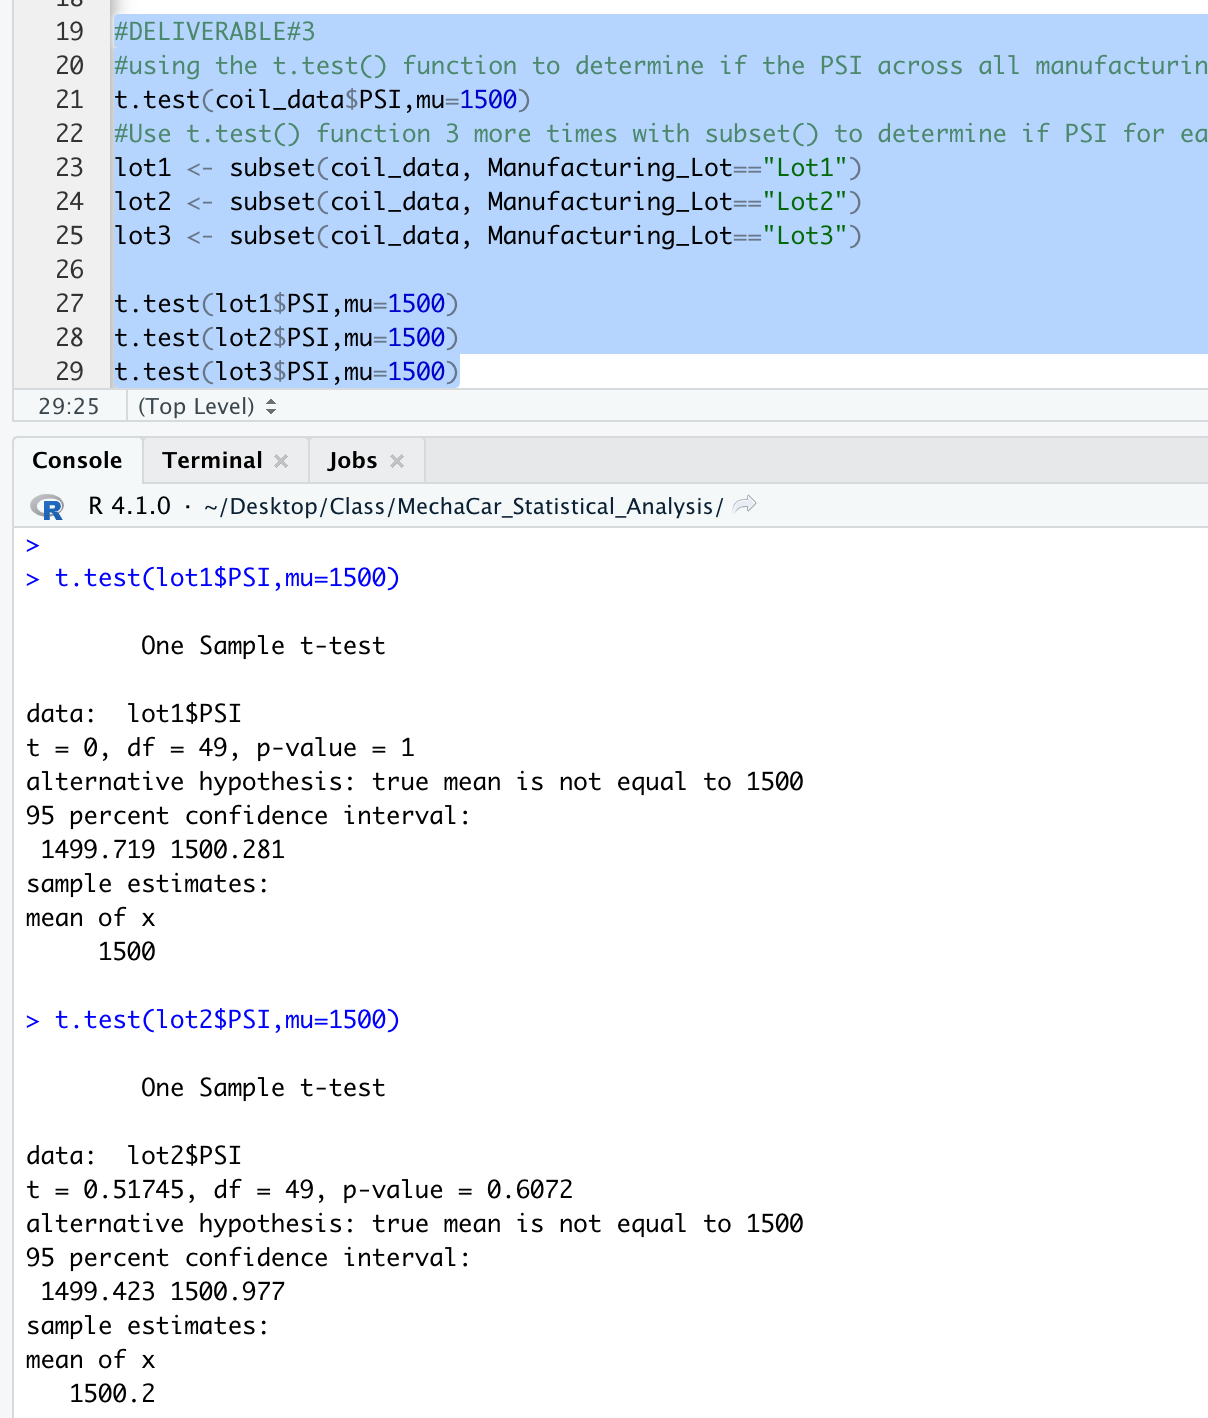 18
19 #DELIVERABLE#3
20 #using the t.test() function to determine if the PSI across all manufacturin
21 t.test(coil_data$PSI,mu=1500)
22 #Use t.test() function 3 more times with subset() to determine if PSI for ea
23 lot1 <- subset(coil_data, Manufacturing_Lot=="Lot1")
24 lot2 <- subset(coil_data, Manufacturing_Lot=="Lot2")
25 lot3 <- subset(coil_data, Manufacturing_Lot=="Lot3")
26
27 t.test(lot1$PSI,mu=1500)
28 t.test(lot2$PSI,mu=1500)
29 t.test(lot3$PSI,mu=1500)
29:25 (Top Level)
Console Terminal Jobs
R R 4.1.0 · ~/Desktop/Class/MechaCar_Statistical_Analysis/
>
> t.test(lot1$PSI,mu=1500)
One Sample t-test
data: lot1$PSI
t = 0, df = 49, p-value = 1
alternative hypothesis: true mean is not equal to 1500
95 percent confidence interval:
1499.719 1500.281
sample estimates:
mean of x
1500
> t.test(lot2$PSI,mu=1500)
One Sample t-test
data: lot2$PSI
t = 0.51745, df = 49, p-value = 0.6072
alternative hypothesis: true mean is not equal to 1500
95 percent confidence interval:
1499.423 1500.977
sample estimates:
mean of x
1500.2